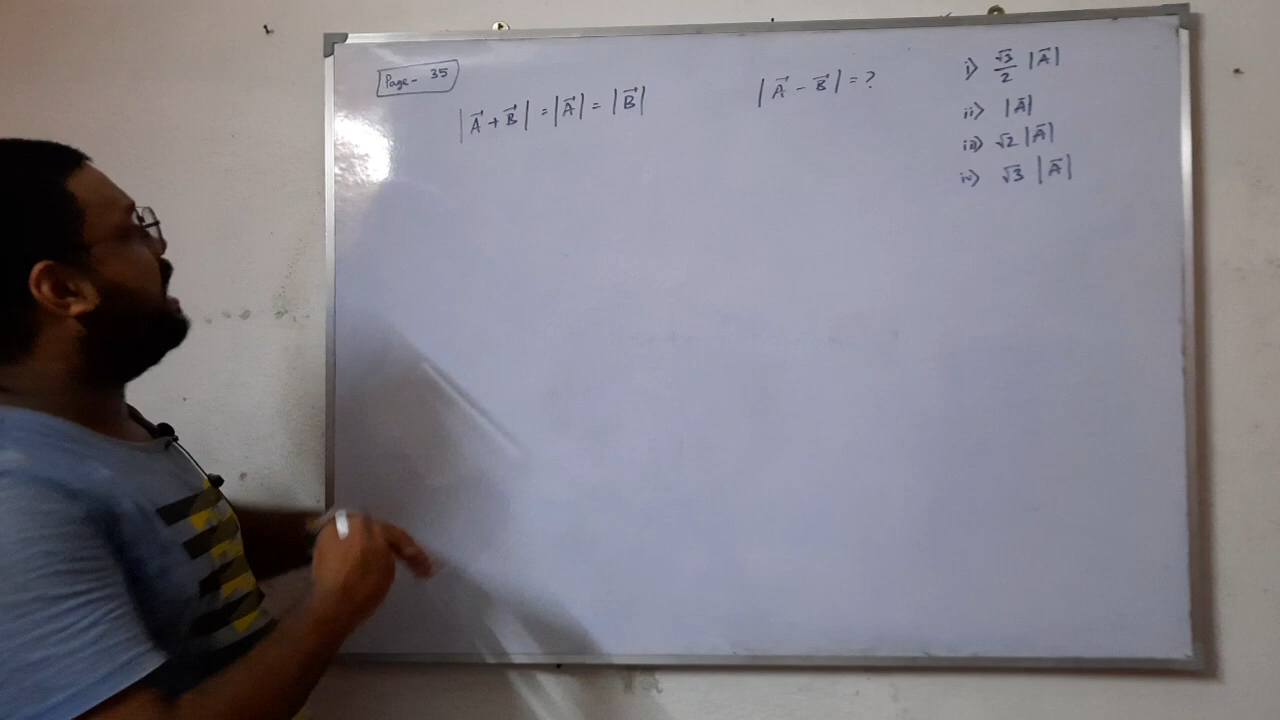 Page - 35
|A⃗ + B⃗| = |A⃗| = |B⃗|
|A⃗ - B⃗| = ?
i) √3/2 |A⃗|
ii) |A⃗|
iii) √2 |A⃗|
iv) √3 |A⃗|